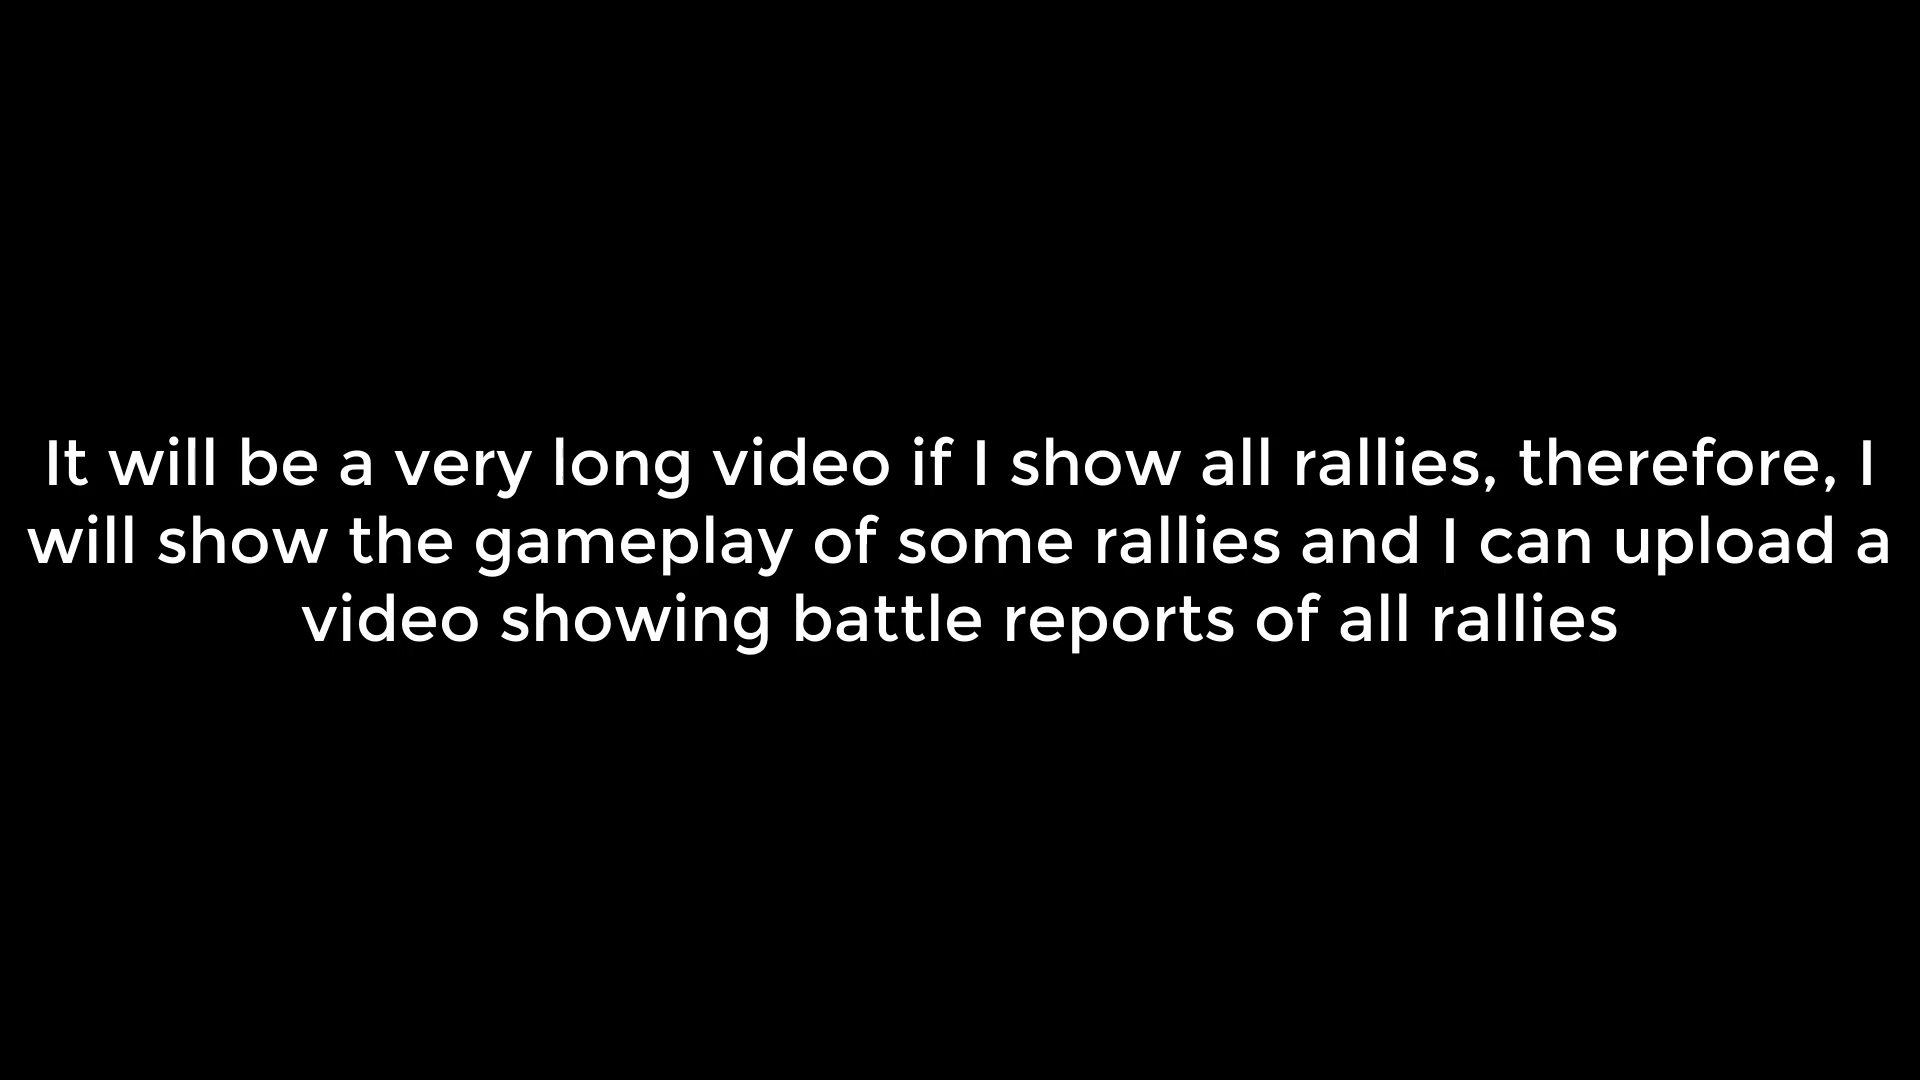 It will be a very long video if I show all rallies, therefore, I
will show the gameplay of some rallies and I can upload a
video showing battle reports of all rallies